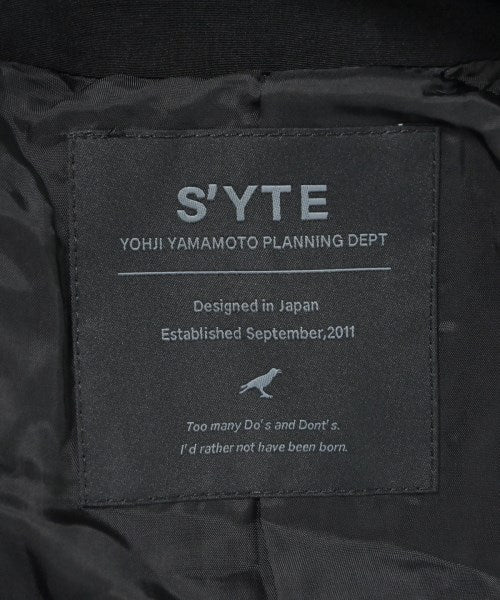 S'YTE
YOHJI YAMAMOTO PLANNING DEPT
Designed in Japan
Established September,2011
Too many Do's and Dont's.
I'd rather not have been born.